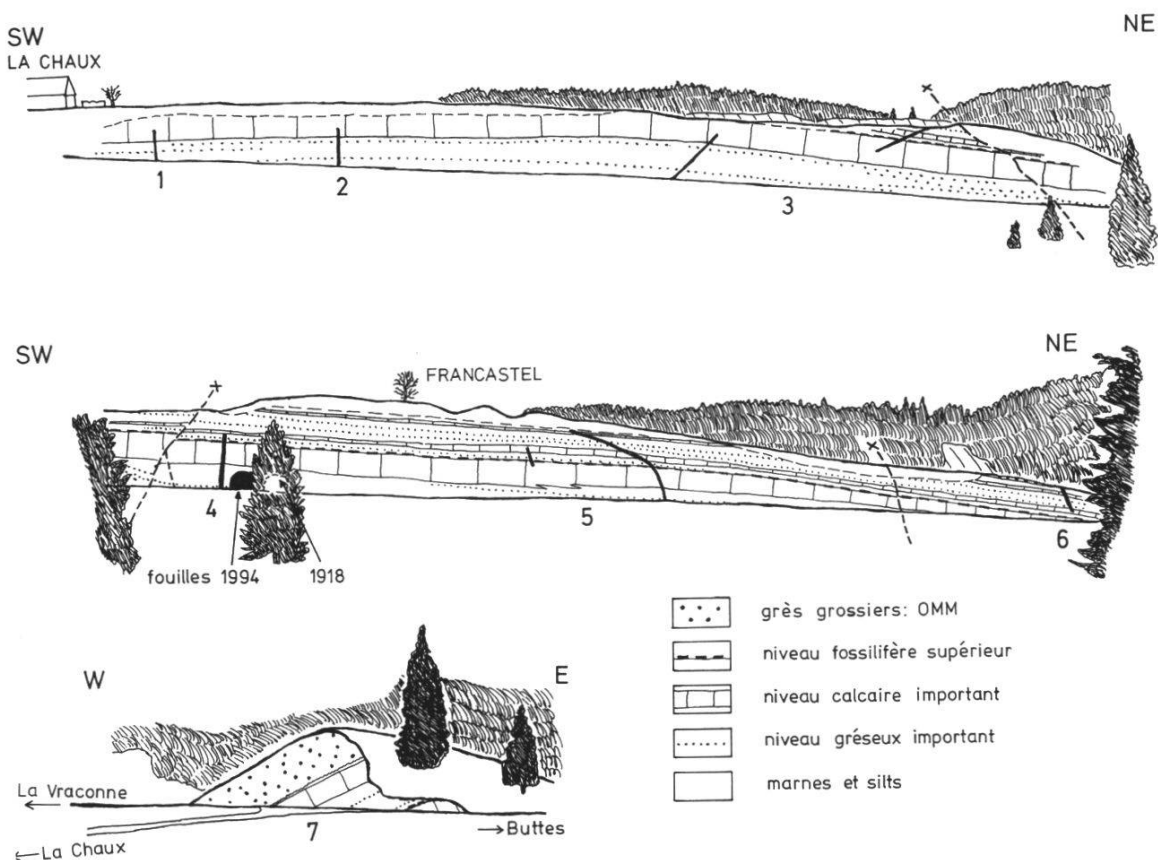 SW
NE
LA CHAUX
1
2
3
SW
NE
FRANCASTEL
4
5
6
fouilles 1994
1918
grès grossiers: OMM
niveau fossilifère supérieur
niveau calcaire important
niveau gréseux important
marnes et silts
W
E
La Vraconne
7
Buttes
La Chaux